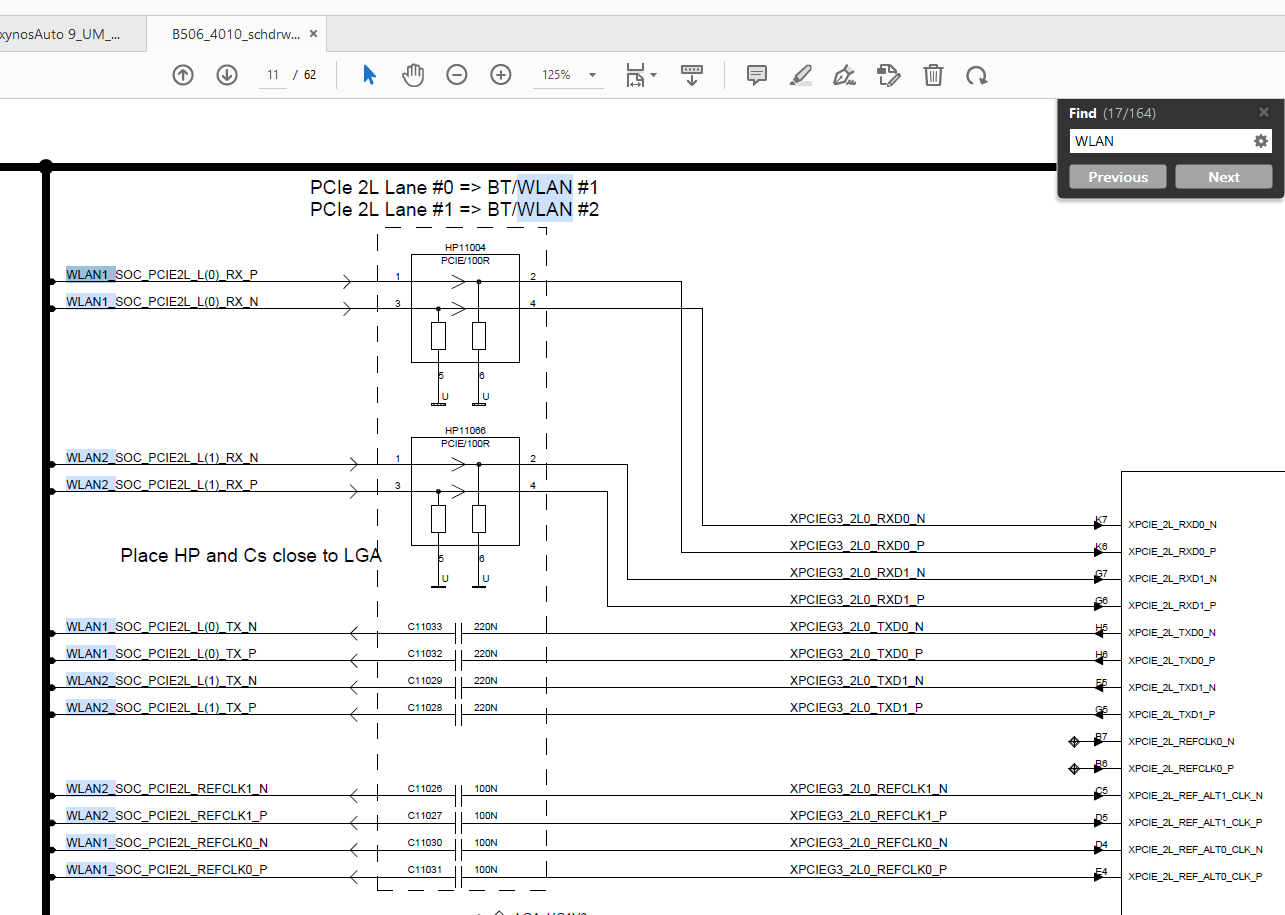 xynosAuto 9_UM_...
B506_4010_schdrw... ×
11 / 62
125%
Find (17/164)
WLAN
Previous Next
PCIe 2L Lane #0 => BT/WLAN #1
PCIe 2L Lane #1 => BT/WLAN #2
HP11004
PCIE/100R
WLAN1_SOC_PCIE2L_L(0)_RX_P 1 2
WLAN1_SOC_PCIE2L_L(0)_RX_N 3 4
5 6
U U
HP11066
PCIE/100R
WLAN2_SOC_PCIE2L_L(1)_RX_N 1 2
WLAN2_SOC_PCIE2L_L(1)_RX_P 3 4
XPCIEG3_2L0_RXD0_N K7 XPCIE_2L_RXD0_N
XPCIEG3_2L0_RXD0_P K6 XPCIE_2L_RXD0_P
Place HP and Cs close to LGA
5 6
U U
XPCIEG3_2L0_RXD1_N G7 XPCIE_2L_RXD1_N
XPCIEG3_2L0_RXD1_P G6 XPCIE_2L_RXD1_P
WLAN1_SOC_PCIE2L_L(0)_TX_N C11033 220N XPCIEG3_2L0_TXD0_N H5 XPCIE_2L_TXD0_N
WLAN1_SOC_PCIE2L_L(0)_TX_P C11032 220N XPCIEG3_2L0_TXD0_P H6 XPCIE_2L_TXD0_P
WLAN2_SOC_PCIE2L_L(1)_TX_N C11029 220N XPCIEG3_2L0_TXD1_N F5 XPCIE_2L_TXD1_N
WLAN2_SOC_PCIE2L_L(1)_TX_P C11028 220N XPCIEG3_2L0_TXD1_P G5 XPCIE_2L_TXD1_P
B7 XPCIE_2L_REFCLK0_N
B6 XPCIE_2L_REFCLK0_P
WLAN2_SOC_PCIE2L_REFCLK1_N C11026 100N XPCIEG3_2L0_REFCLK1_N C5 XPCIE_2L_REF_ALT1_CLK_N
WLAN2_SOC_PCIE2L_REFCLK1_P C11027 100N XPCIEG3_2L0_REFCLK1_P D5 XPCIE_2L_REF_ALT1_CLK_P
WLAN1_SOC_PCIE2L_REFCLK0_N C11030 100N XPCIEG3_2L0_REFCLK0_N D4 XPCIE_2L_REF_ALT0_CLK_N
WLAN1_SOC_PCIE2L_REFCLK0_P C11031 100N XPCIEG3_2L0_REFCLK0_P E4 XPCIE_2L_REF_ALT0_CLK_P